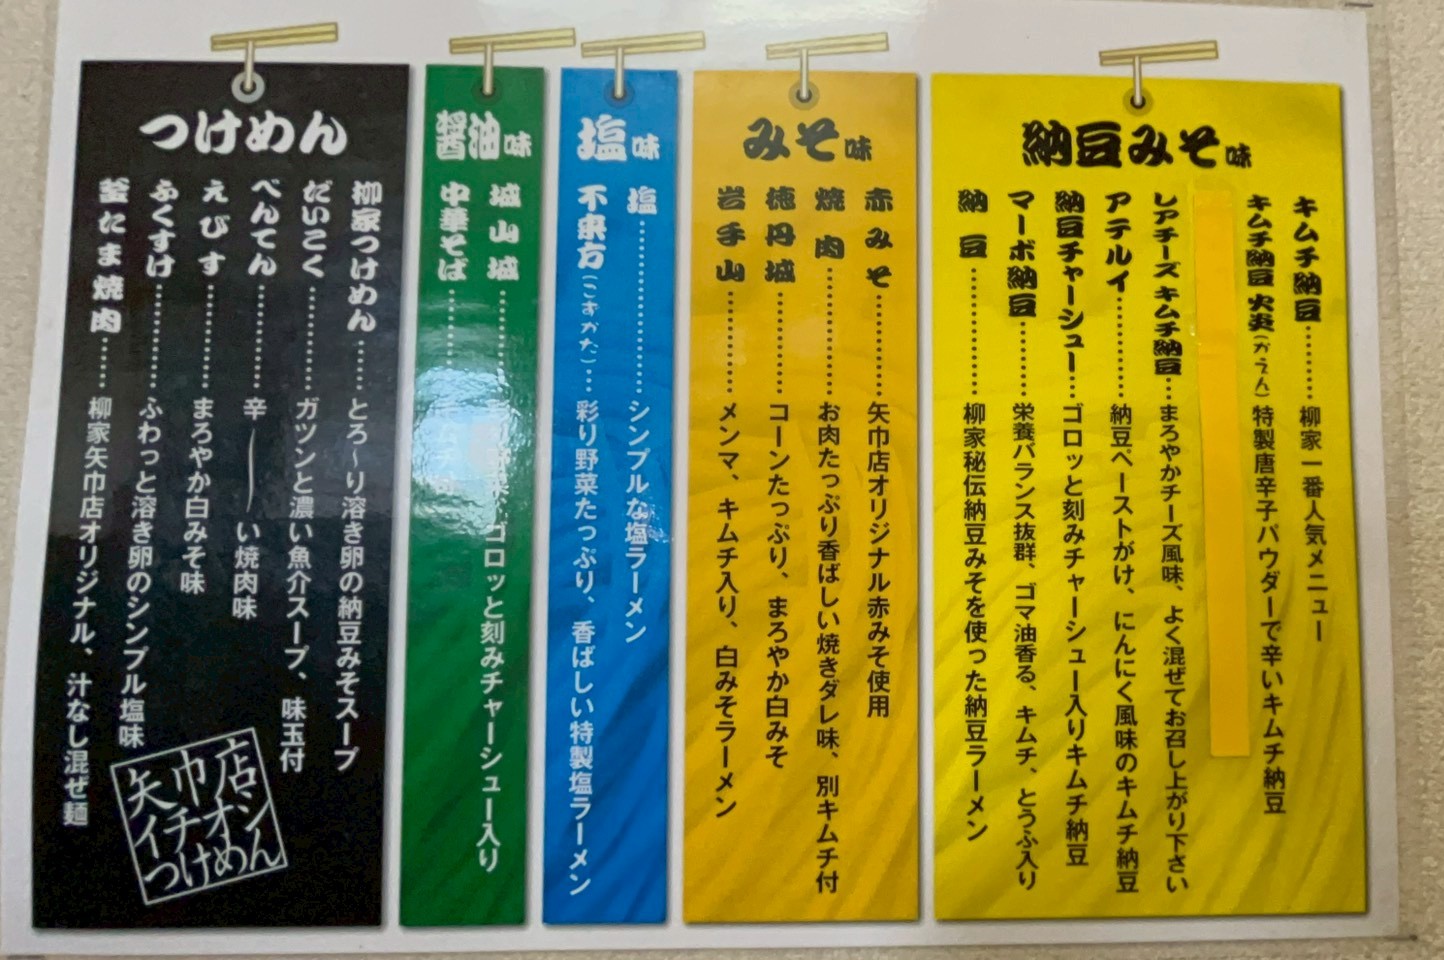 納豆みそ味
キムチ納豆……柳家一番人気メニュー
キムチ納豆 火炎(かえん)特製唐辛子パウダーで辛いキムチ納豆
レアチーズキムチ納豆…まろやかチーズ風味、よく混ぜてお召し上がり下さい
アテルイ……納豆ペーストがけ、にんにく風味のキムチ納豆
納豆チャーシュー…ゴロッと刻みチャーシュー入りキムチ納豆
マーボ納豆……栄養バランス抜群、ゴマ油香る、キムチ、とうふ入り
納豆……柳家秘伝納豆みそを使った納豆ラーメン
みそ味
赤みそ……矢巾店オリジナル赤みそ使用
焼肉……お肉たっぷり香ばしい焼きダレ味、別キムチ付
徳丹城……コーンたっぷり、まろやか白みそ
岩手山……メンマ、キムチ入り、白みそラーメン
塩味
塩……シンプルな塩ラーメン
不来方(こずかた)…彩り野菜たっぷり、香ばしい特製塩ラーメン
醤油味
城山城……ゴロッと刻みチャーシュー入り
中華そば……
つけめん
柳家つけめん……とろ〜り溶き卵の納豆みそスープ
だいこく……ガツンと濃い魚介スープ、味玉付
べんてん……辛――い焼肉味
えびす……まろやか白みそ味
ふくすけ……ふわっと溶き卵のシンプル塩味
釜たま焼肉……柳家矢巾店オリジナル、汁なし混ぜ麺
矢巾店
イチオシ
つけめん